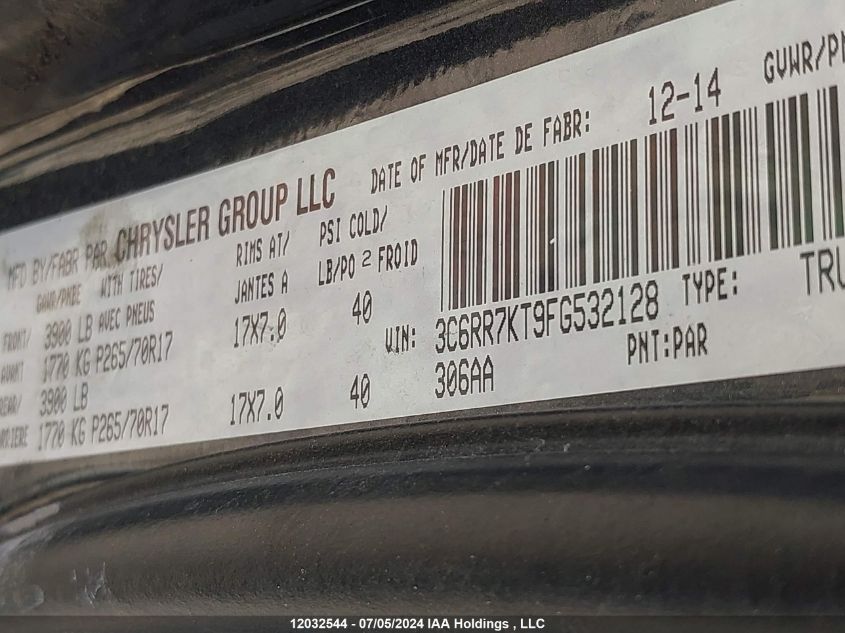 MFD BY/FABR PAR CHRYSLER GROUP LLC DATE OF MFR/DATE DE FABR: 12-14 GVWR/PN
GAWR/PNBE WITH TIRES/ RIMS AT/ PSI COLD/
AVEC PNEUS JANTES A LB/PO 2 FROID
FRONT/ 3900 LB
AVANT 1770 KG P265/70R17 17X7.0 40
REAR/ 3900 LB
ARRIERE 1770 KG P265/70R17 17X7.0 40
VIN: 3C6RR7KT9FG532128 TYPE: TRU
306AA PNT:PAR
12032544 - 07/05/2024 IAA Holdings , LLC